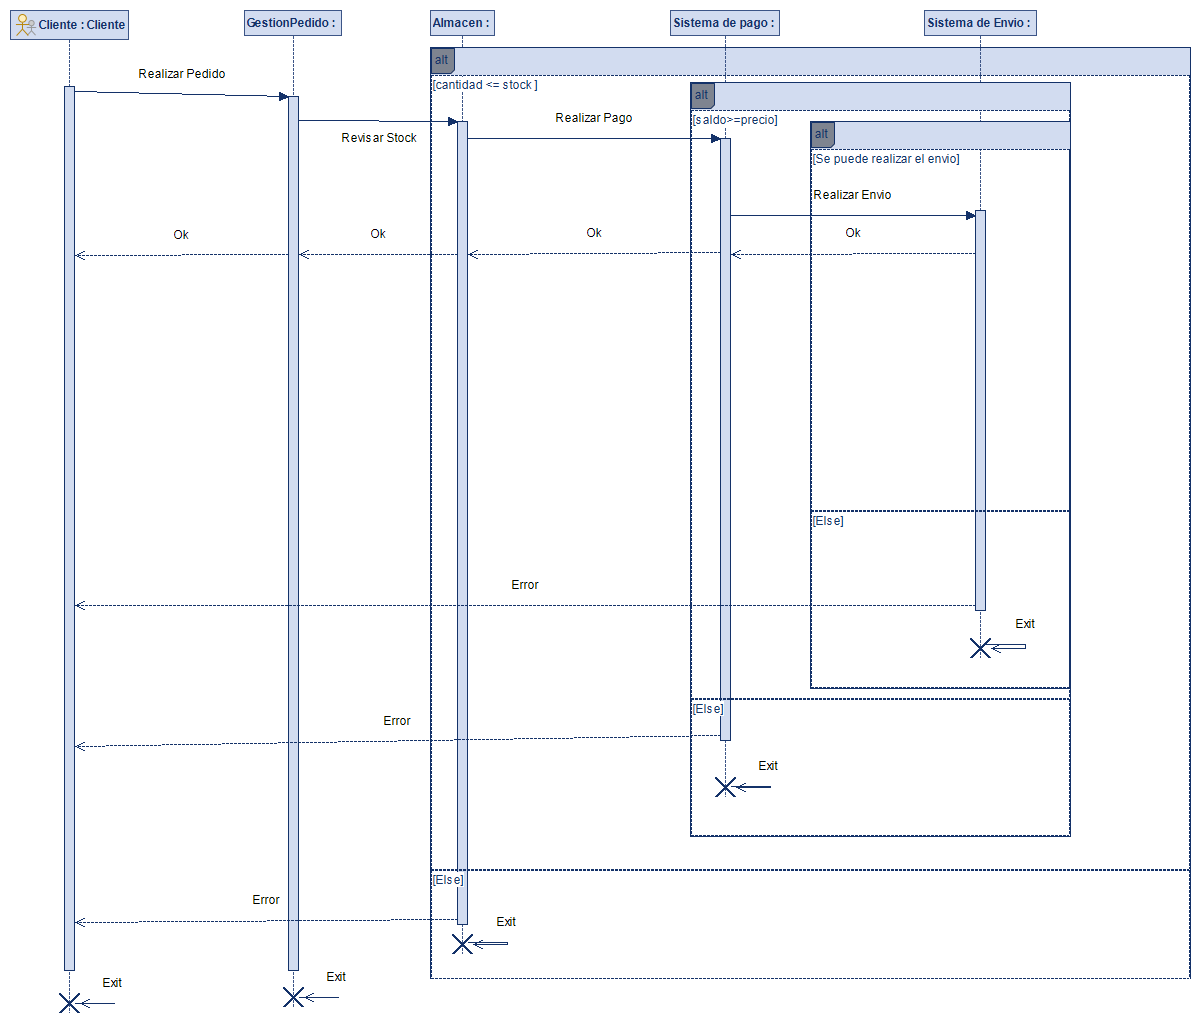 Cliente : Cliente
GestionPedido :
Almacen :
Sistema de pago :
Sistema de Envio :
alt
[cantidad <= stock ]
alt
[saldo>=precio]
alt
[Se puede realizar el envio]
Realizar Pedido
Revisar Stock
Realizar Pago
Realizar Envio
Ok
Ok
Ok
Ok
[Else]
Error
Exit
[Else]
Error
Exit
[Else]
Error
Exit
Exit
Exit